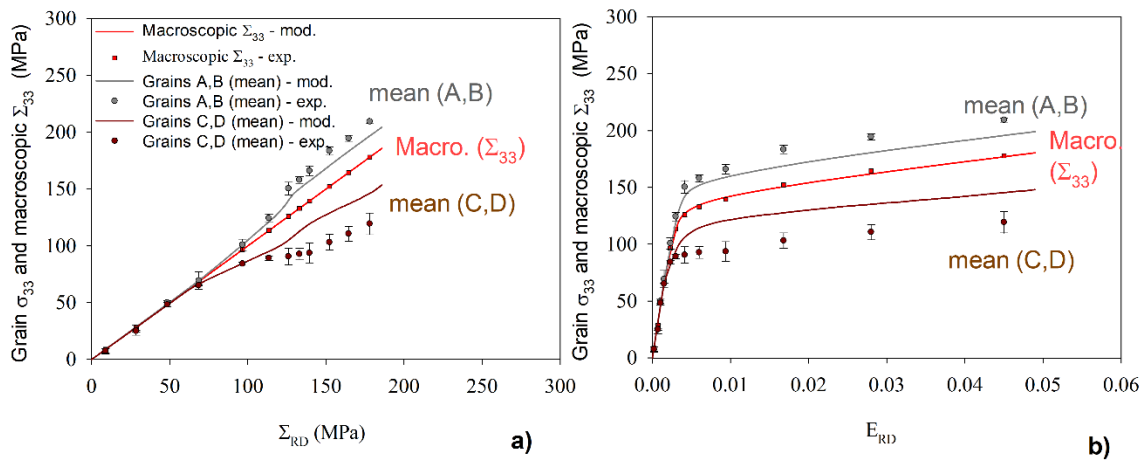 Grain σ33 and macroscopic Σ33 (MPa)
300
250
200
150
100
50
0
Macroscopic Σ33 - mod.
Macroscopic Σ33 - exp.
Grains A,B (mean) - mod.
Grains A,B (mean) - exp.
Grains C,D (mean) - mod.
Grains C,D (mean) - exp.
mean (A,B)
Macro. (Σ33)
mean (C,D)
0 50 100 150 200 250 300
ΣRD (MPa)
a)
Grain σ33 and macroscopic Σ33 (MPa)
300
250
200
150
100
50
0
mean (A,B)
Macro.
(Σ33)
mean (C,D)
0.00 0.01 0.02 0.03 0.04 0.05 0.06
ERD
b)